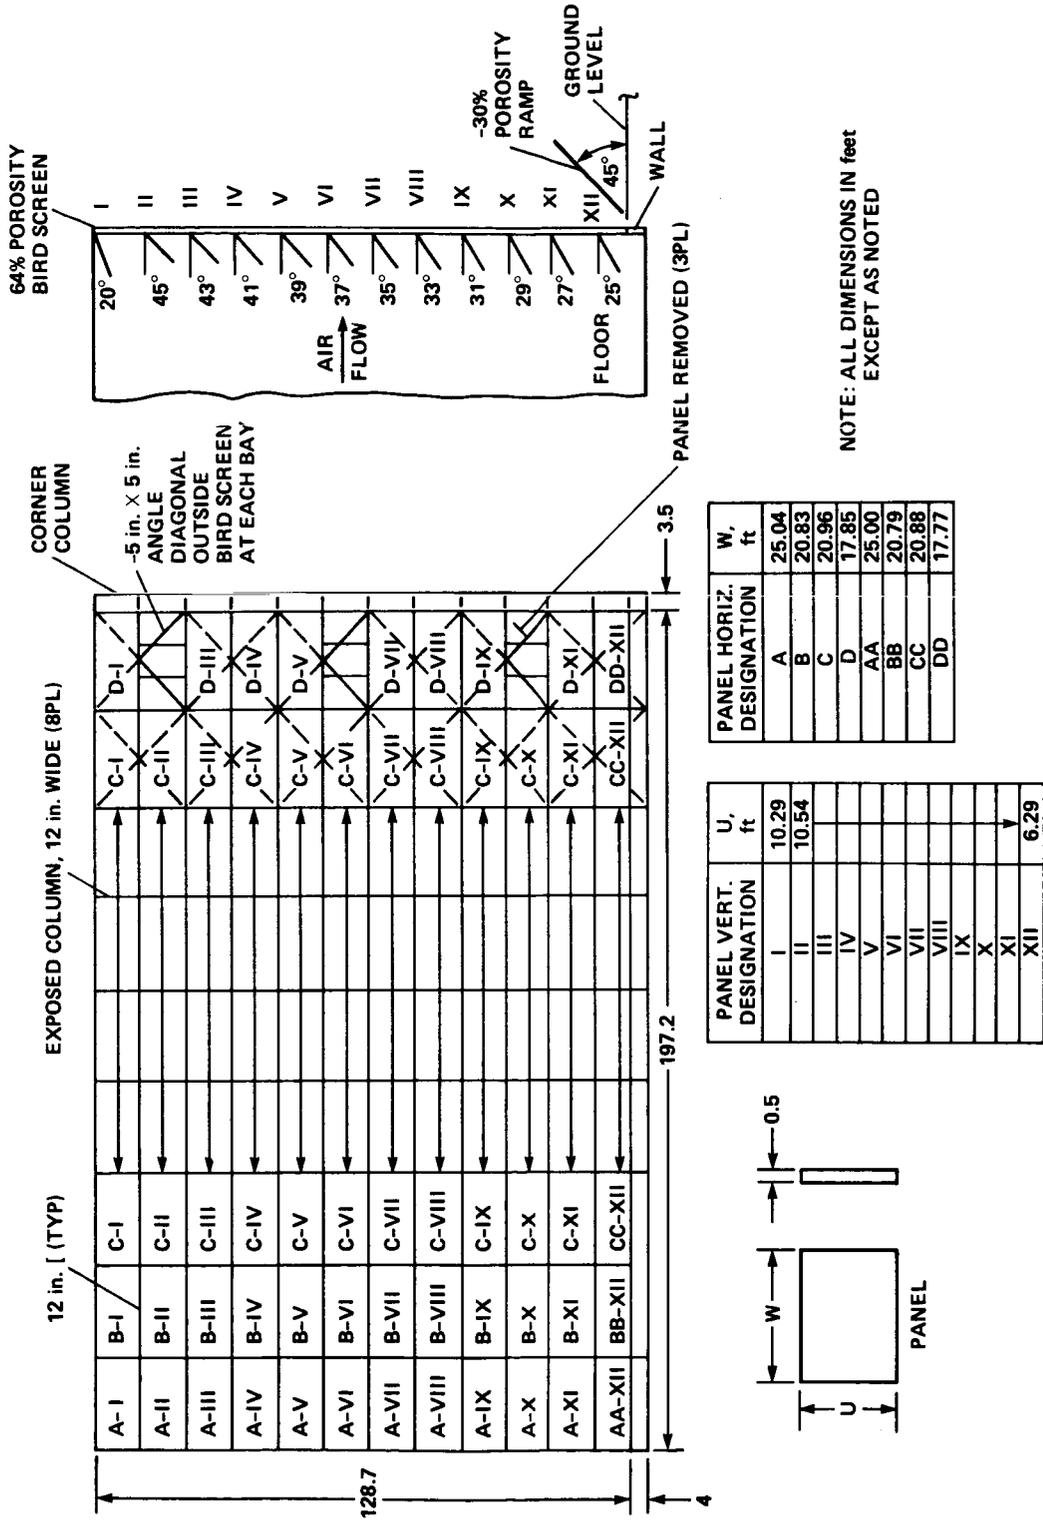 12 in. [ (TYP)
EXPOSED COLUMN, 12 in. WIDE (8PL)
CORNER
COLUMN
-5 in. X 5 in.
ANGLE
DIAGONAL
OUTSIDE
BIRD SCREEN
AT EACH BAY
64% POROSITY
BIRD SCREEN
A-I B-I C-I C-I D-I
A-II B-II C-II C-II
A-III B-III C-III C-III D-III
A-IV B-IV C-IV C-IV D-IV
A-V B-V C-V C-V D-V
A-VI B-VI C-VI C-VI
A-VII B-VII C-VII C-VII D-VII
A-VIII B-VIII C-VIII C-VIII D-VIII
A-IX B-IX C-IX C-IX D-IX
A-X B-X C-X C-X
A-XI B-XI C-XI C-XI D-XI
AA-XII BB-XII CC-XII CC-XII DD-XII
128.7
4
197.2
3.5
20° I
45° II
43° III
41° IV
39° V
37° VI
35° VII
33° VIII
31° IX
29° X
27° XI
25° XII
AIR
FLOW
FLOOR
-30%
POROSITY
RAMP
45°
GROUND
LEVEL
WALL
PANEL REMOVED (3PL)
W
U
0.5
PANEL
PANEL VERT.
DESIGNATION
U,
ft
I 10.29
II 10.54
III
IV
V
VI
VII
VIII
IX
X
XI
XII 6.29
PANEL HORIZ.
DESIGNATION
W,
ft
A 25.04
B 20.83
C 20.96
D 17.85
AA 25.00
BB 20.79
CC 20.88
DD 17.77
NOTE: ALL DIMENSIONS IN feet
EXCEPT AS NOTED